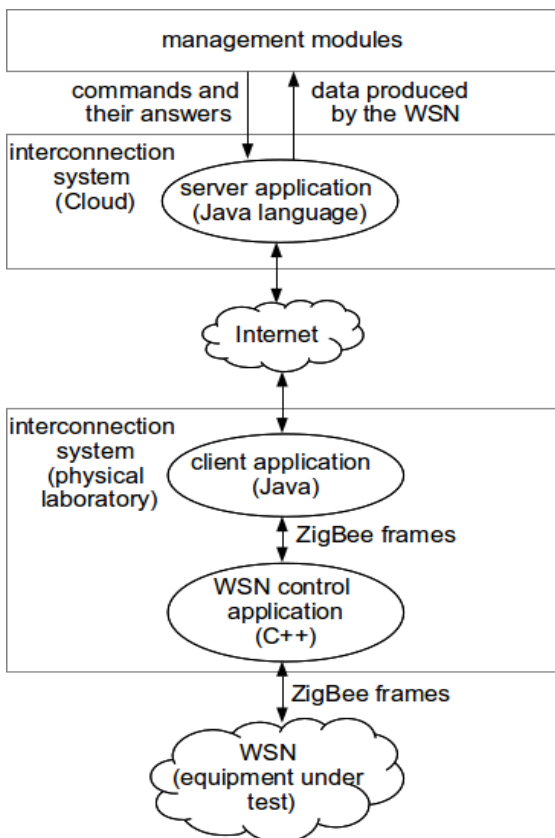 management modules
commands and
their answers
data produced
by the WSN
interconnection
system
(Cloud)
server application
(Java language)
Internet
interconnection
system
(physical
laboratory)
client application
(Java)
ZigBee frames
WSN control
application
(C++)
ZigBee frames
WSN
(equipment under
test)